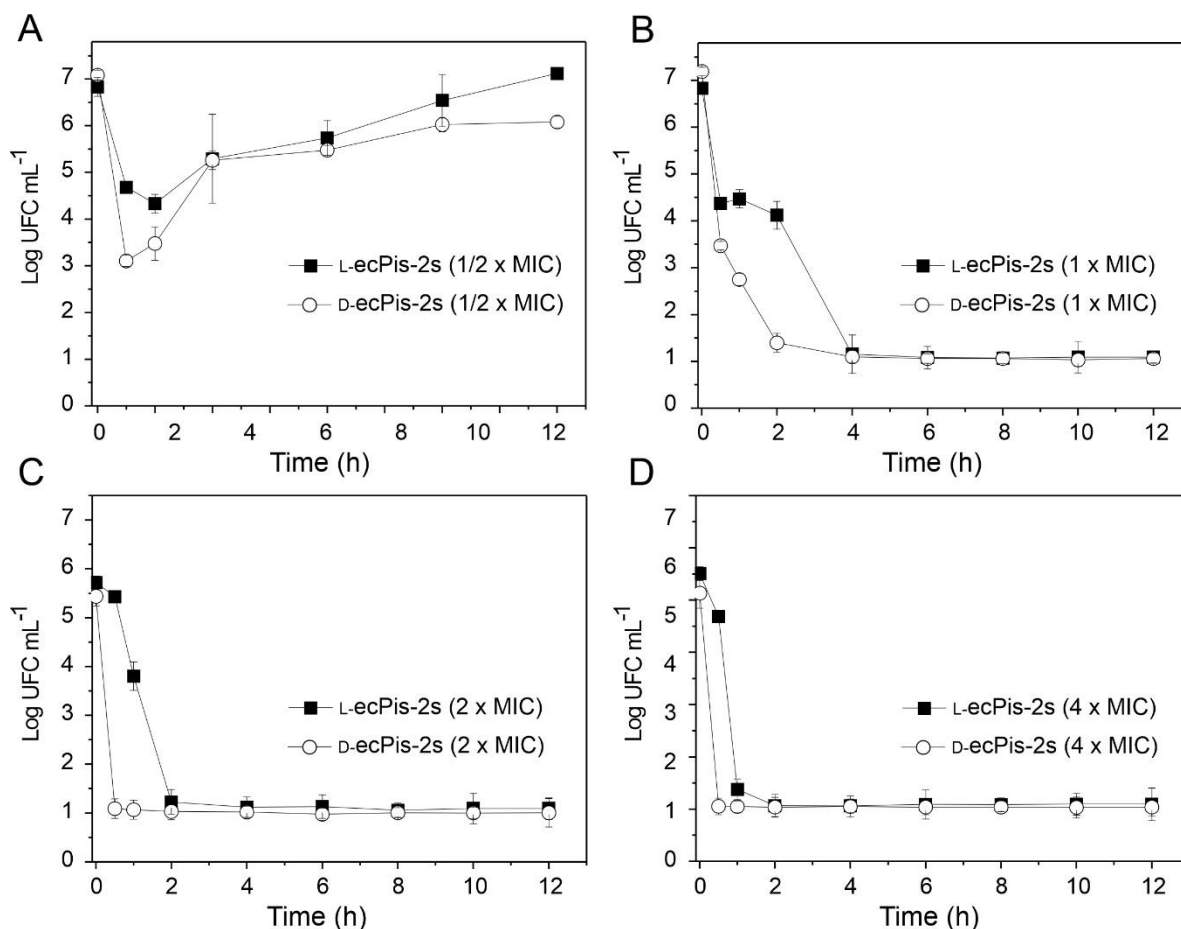 A
Log UFC mL⁻¹
7
6
5
4
3
2
1
0
L-ecPis-2s (1/2 x MIC)
D-ecPis-2s (1/2 x MIC)
0 2 4 6 8 10 12
Time (h)
B
Log UFC mL⁻¹
7
6
5
4
3
2
1
0
L-ecPis-2s (1 x MIC)
D-ecPis-2s (1 x MIC)
0 2 4 6 8 10 12
Time (h)
C
Log UFC mL⁻¹
7
6
5
4
3
2
1
0
L-ecPis-2s (2 x MIC)
D-ecPis-2s (2 x MIC)
0 2 4 6 8 10 12
Time (h)
D
Log UFC mL⁻¹
7
6
5
4
3
2
1
0
L-ecPis-2s (4 x MIC)
D-ecPis-2s (4 x MIC)
0 2 4 6 8 10 12
Time (h)